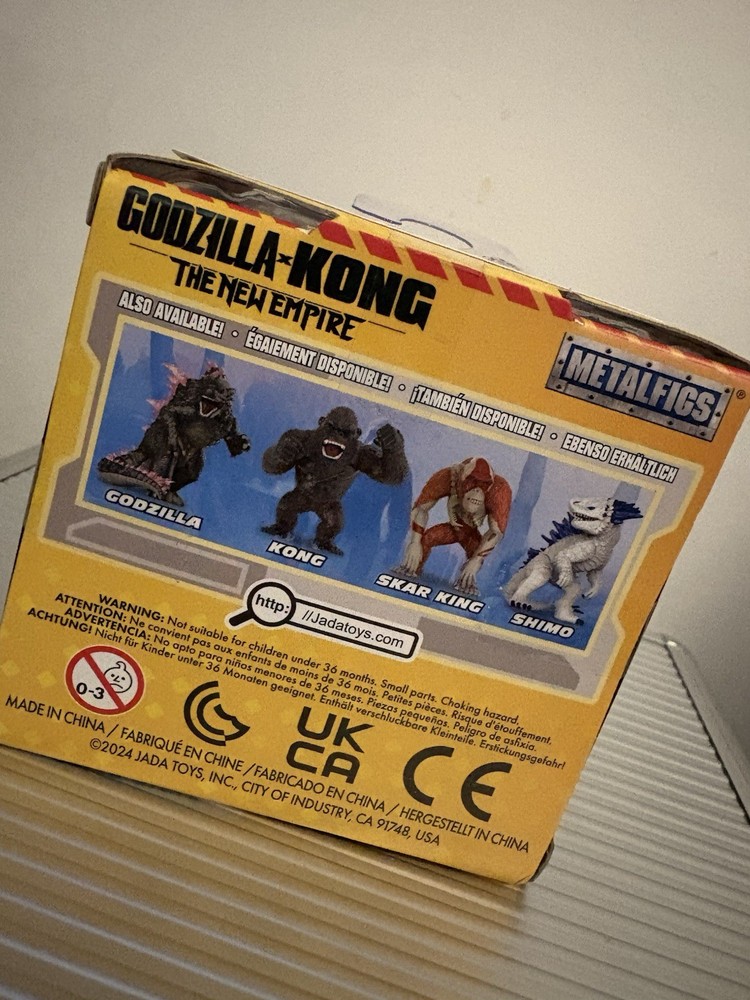 GODZILLA×KONG
THE NEW EMPIRE
ALSO AVAILABLE! • ÉGAIEMENT DISPONIBLE! • ¡TAMBIÉN DISPONIBLE! • EBENSO ERHÄLTLICH
METALFICS®
GODZILLA
KONG
SKAR KING
SHIMO
http://Jadatoys.com
WARNING: Not suitable for children under 36 months. Small parts. Choking hazard.
ATTENTION: Ne convient pas aux enfants de moins de 36 mois. Petites pièces. Risque d'étouffement.
ADVERTENCIA: No apto para niños menores de 36 meses. Piezas pequeñas. Peligro de asfixia.
ACHTUNG! Nicht für Kinder unter 36 Monaten geeignet. Enthält verschluckbare Kleinteile. Erstickungsgefahr!
0-3
UK
CA
CE
MADE IN CHINA / FABRIQUÉ EN CHINE / FABRICADO EN CHINA / HERGESTELLT IN CHINA
©2024 JADA TOYS, INC., CITY OF INDUSTRY, CA 91748, USA